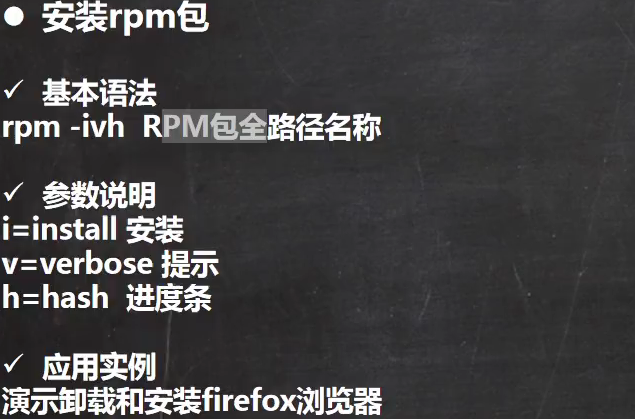 ● 安装rpm包
✓ 基本语法
rpm -ivh RPM包全路径名称
✓ 参数说明
i=install 安装
v=verbose 提示
h=hash 进度条
✓ 应用实例
演示卸载和安装firefox浏览器